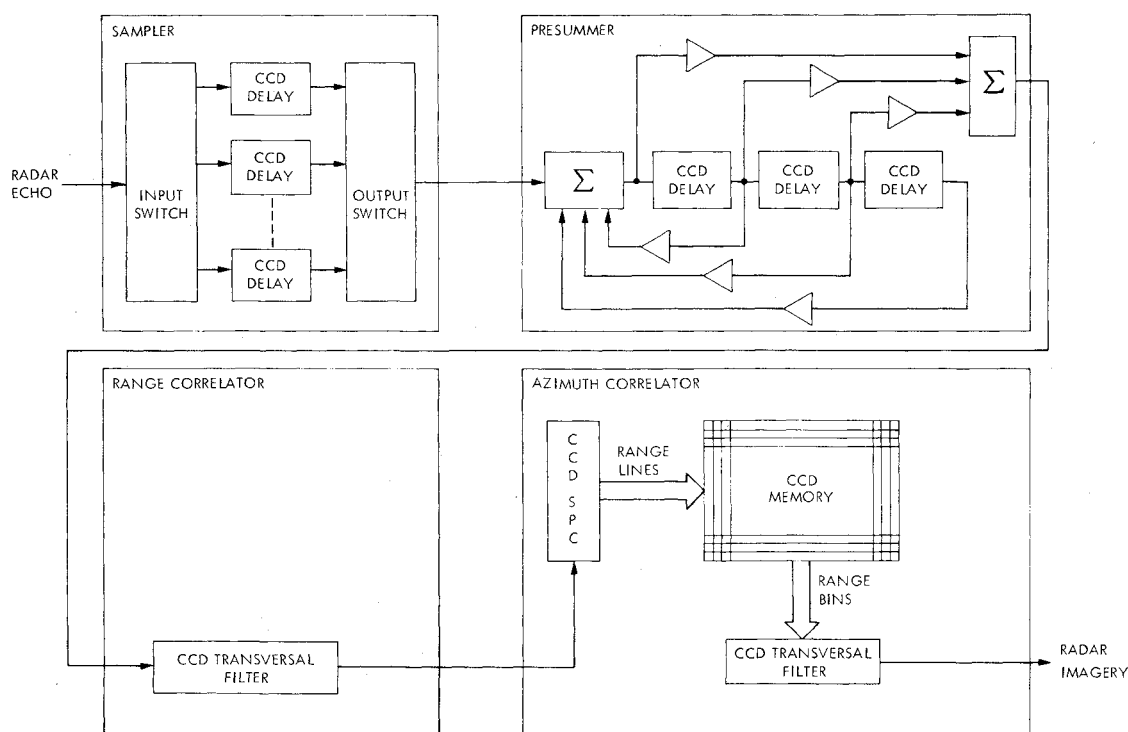 SAMPLER
INPUT
SWITCH
CCD
DELAY
CCD
DELAY
CCD
DELAY
OUTPUT
SWITCH
RADAR
ECHO
PRESUMMER
Σ
CCD
DELAY
CCD
DELAY
CCD
DELAY
Σ
RANGE CORRELATOR
CCD TRANSVERSAL
FILTER
AZIMUTH CORRELATOR
C
C
D
S
P
C
RANGE
LINES
CCD
MEMORY
RANGE
BINS
CCD TRANSVERSAL
FILTER
RADAR
IMAGERY